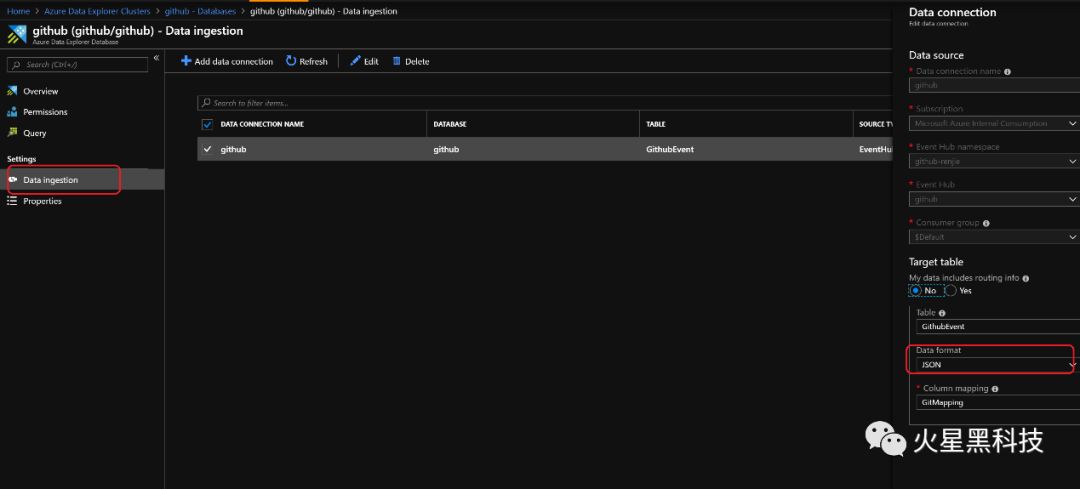 Home > Azure Data Explorer Clusters > github - Databases > github (github/github) - Data ingestion
github (github/github) - Data ingestion
Azure Data Explorer Database
Search (Ctrl+/)
Overview
Permissions
Query
Settings
Data ingestion
Properties
Add data connection
Refresh
Edit
Delete
Search to filter items...
DATA CONNECTION NAME DATABASE TABLE SOURCE TY
github github GithubEvent EventHu
Data connection
Edit data connection
Data source
* Data connection name
github
* Subscription
Microsoft Azure Internal Consumption
* Event Hub namespace
github-renjie
* Event Hub
github
* Consumer group
$Default
Target table
My data includes routing info
No Yes
Table
GithubEvent
Data format
JSON
* Column mapping
GitMapping
火星黑科技